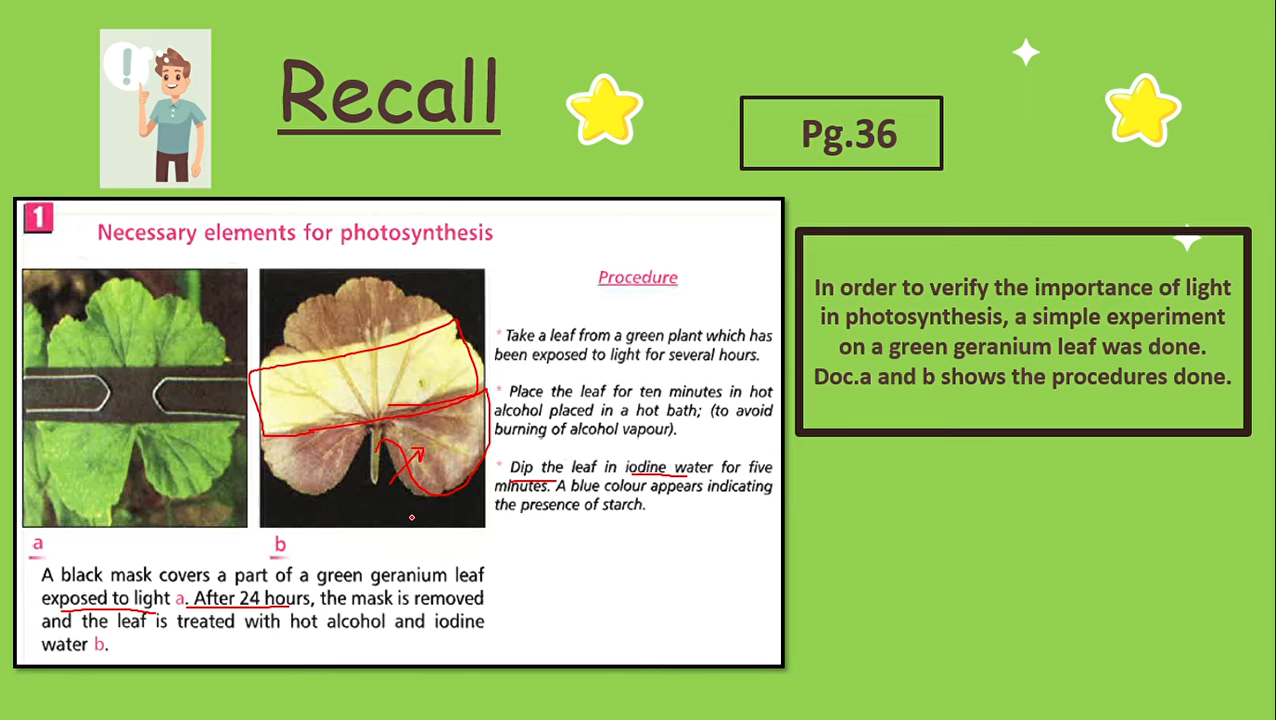 Recall
Pg.36
1
Necessary elements for photosynthesis
Procedure
* Take a leaf from a green plant which has
been exposed to light for several hours.
* Place the leaf for ten minutes in hot
alcohol placed in a hot bath; (to avoid
burning of alcohol vapour).
* Dip the leaf in iodine water for five
minutes. A blue colour appears indicating
the presence of starch.
a
b
A black mask covers a part of a green geranium leaf
exposed to light a. After 24 hours, the mask is removed
and the leaf is treated with hot alcohol and iodine
water b.
In order to verify the importance of light
in photosynthesis, a simple experiment
on a green geranium leaf was done.
Doc.a and b shows the procedures done.